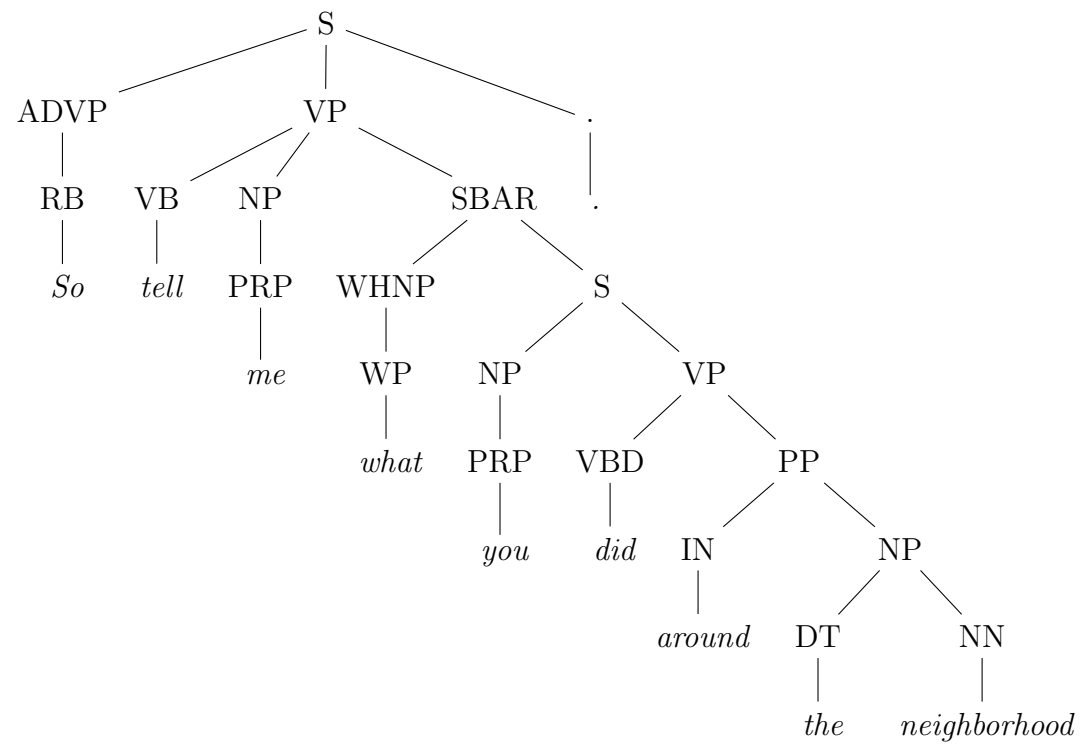 S
ADVP VP .
RB VB NP SBAR .
So tell PRP WHNP S
me WP NP VP
what PRP VBD PP
you did IN NP
around DT NN
the neighborhood